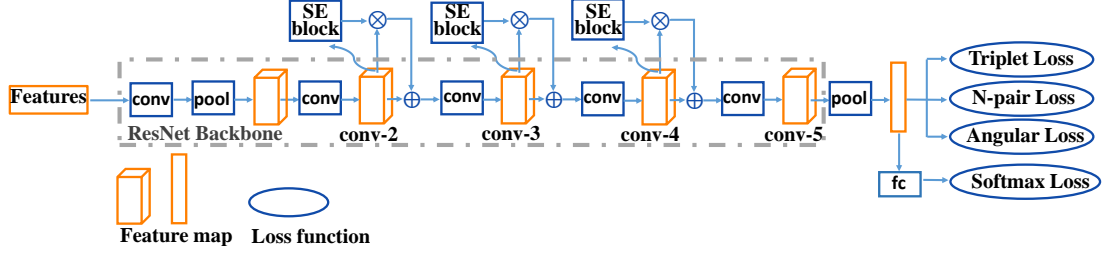 SE
block
SE
block
SE
block
Features
conv
pool
conv
conv
conv
conv
pool
ResNet Backbone
conv-2
conv-3
conv-4
conv-5
Triplet Loss
N-pair Loss
Angular Loss
fc
Softmax Loss
Feature map
Loss function